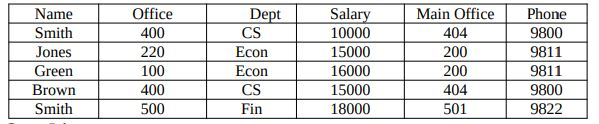 Name Office Dept Salary Main Office Phone
Smith 400 CS 10000 404 9800
Jones 220 Econ 15000 200 9811
Green 100 Econ 16000 200 9811
Brown 400 CS 15000 404 9800
Smith 500 Fin 18000 501 9822